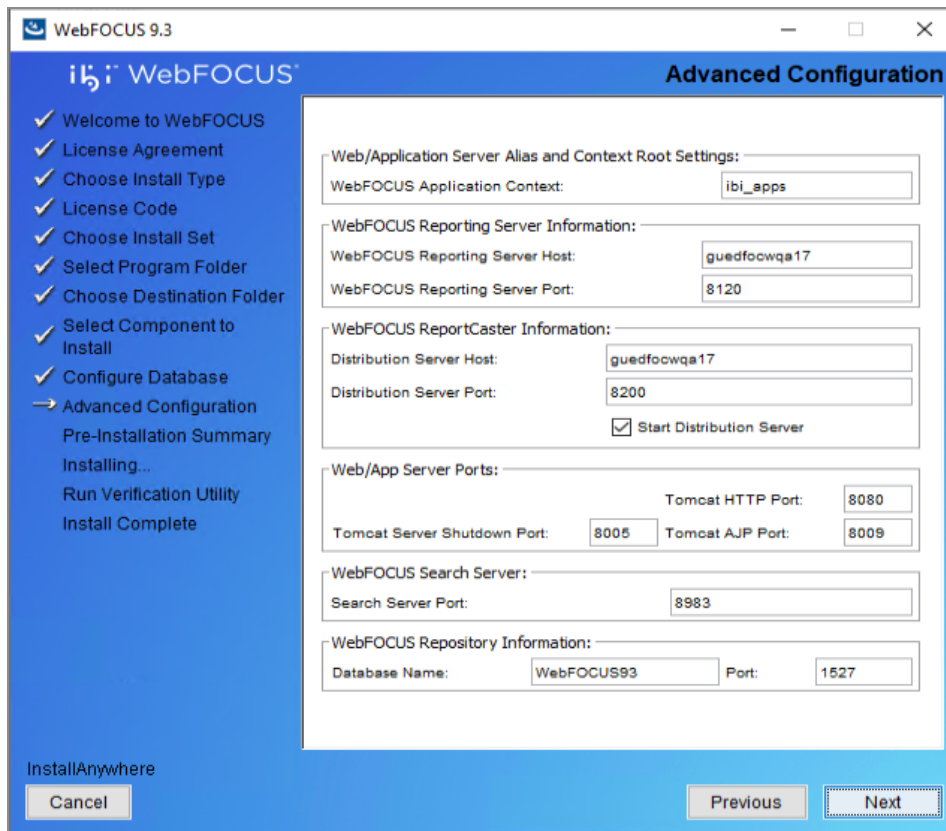 WebFOCUS 9.3
ibi WebFOCUS®
Advanced Configuration
Welcome to WebFOCUS
License Agreement
Choose Install Type
License Code
Choose Install Set
Select Program Folder
Choose Destination Folder
Select Component to
Install
Configure Database
Advanced Configuration
Pre-Installation Summary
Installing...
Run Verification Utility
Install Complete
Web/Application Server Alias and Context Root Settings:
WebFOCUS Application Context: ibi_apps
WebFOCUS Reporting Server Information:
WebFOCUS Reporting Server Host: guedfocwqa17
WebFOCUS Reporting Server Port: 8120
WebFOCUS ReportCaster Information:
Distribution Server Host: guedfocwqa17
Distribution Server Port: 8200
Start Distribution Server
Web/App Server Ports:
Tomcat HTTP Port: 8080
Tomcat Server Shutdown Port: 8005 Tomcat AJP Port: 8009
WebFOCUS Search Server:
Search Server Port: 8983
WebFOCUS Repository Information:
Database Name: WebFOCUS93 Port: 1527
InstallAnywhere
Cancel Previous Next